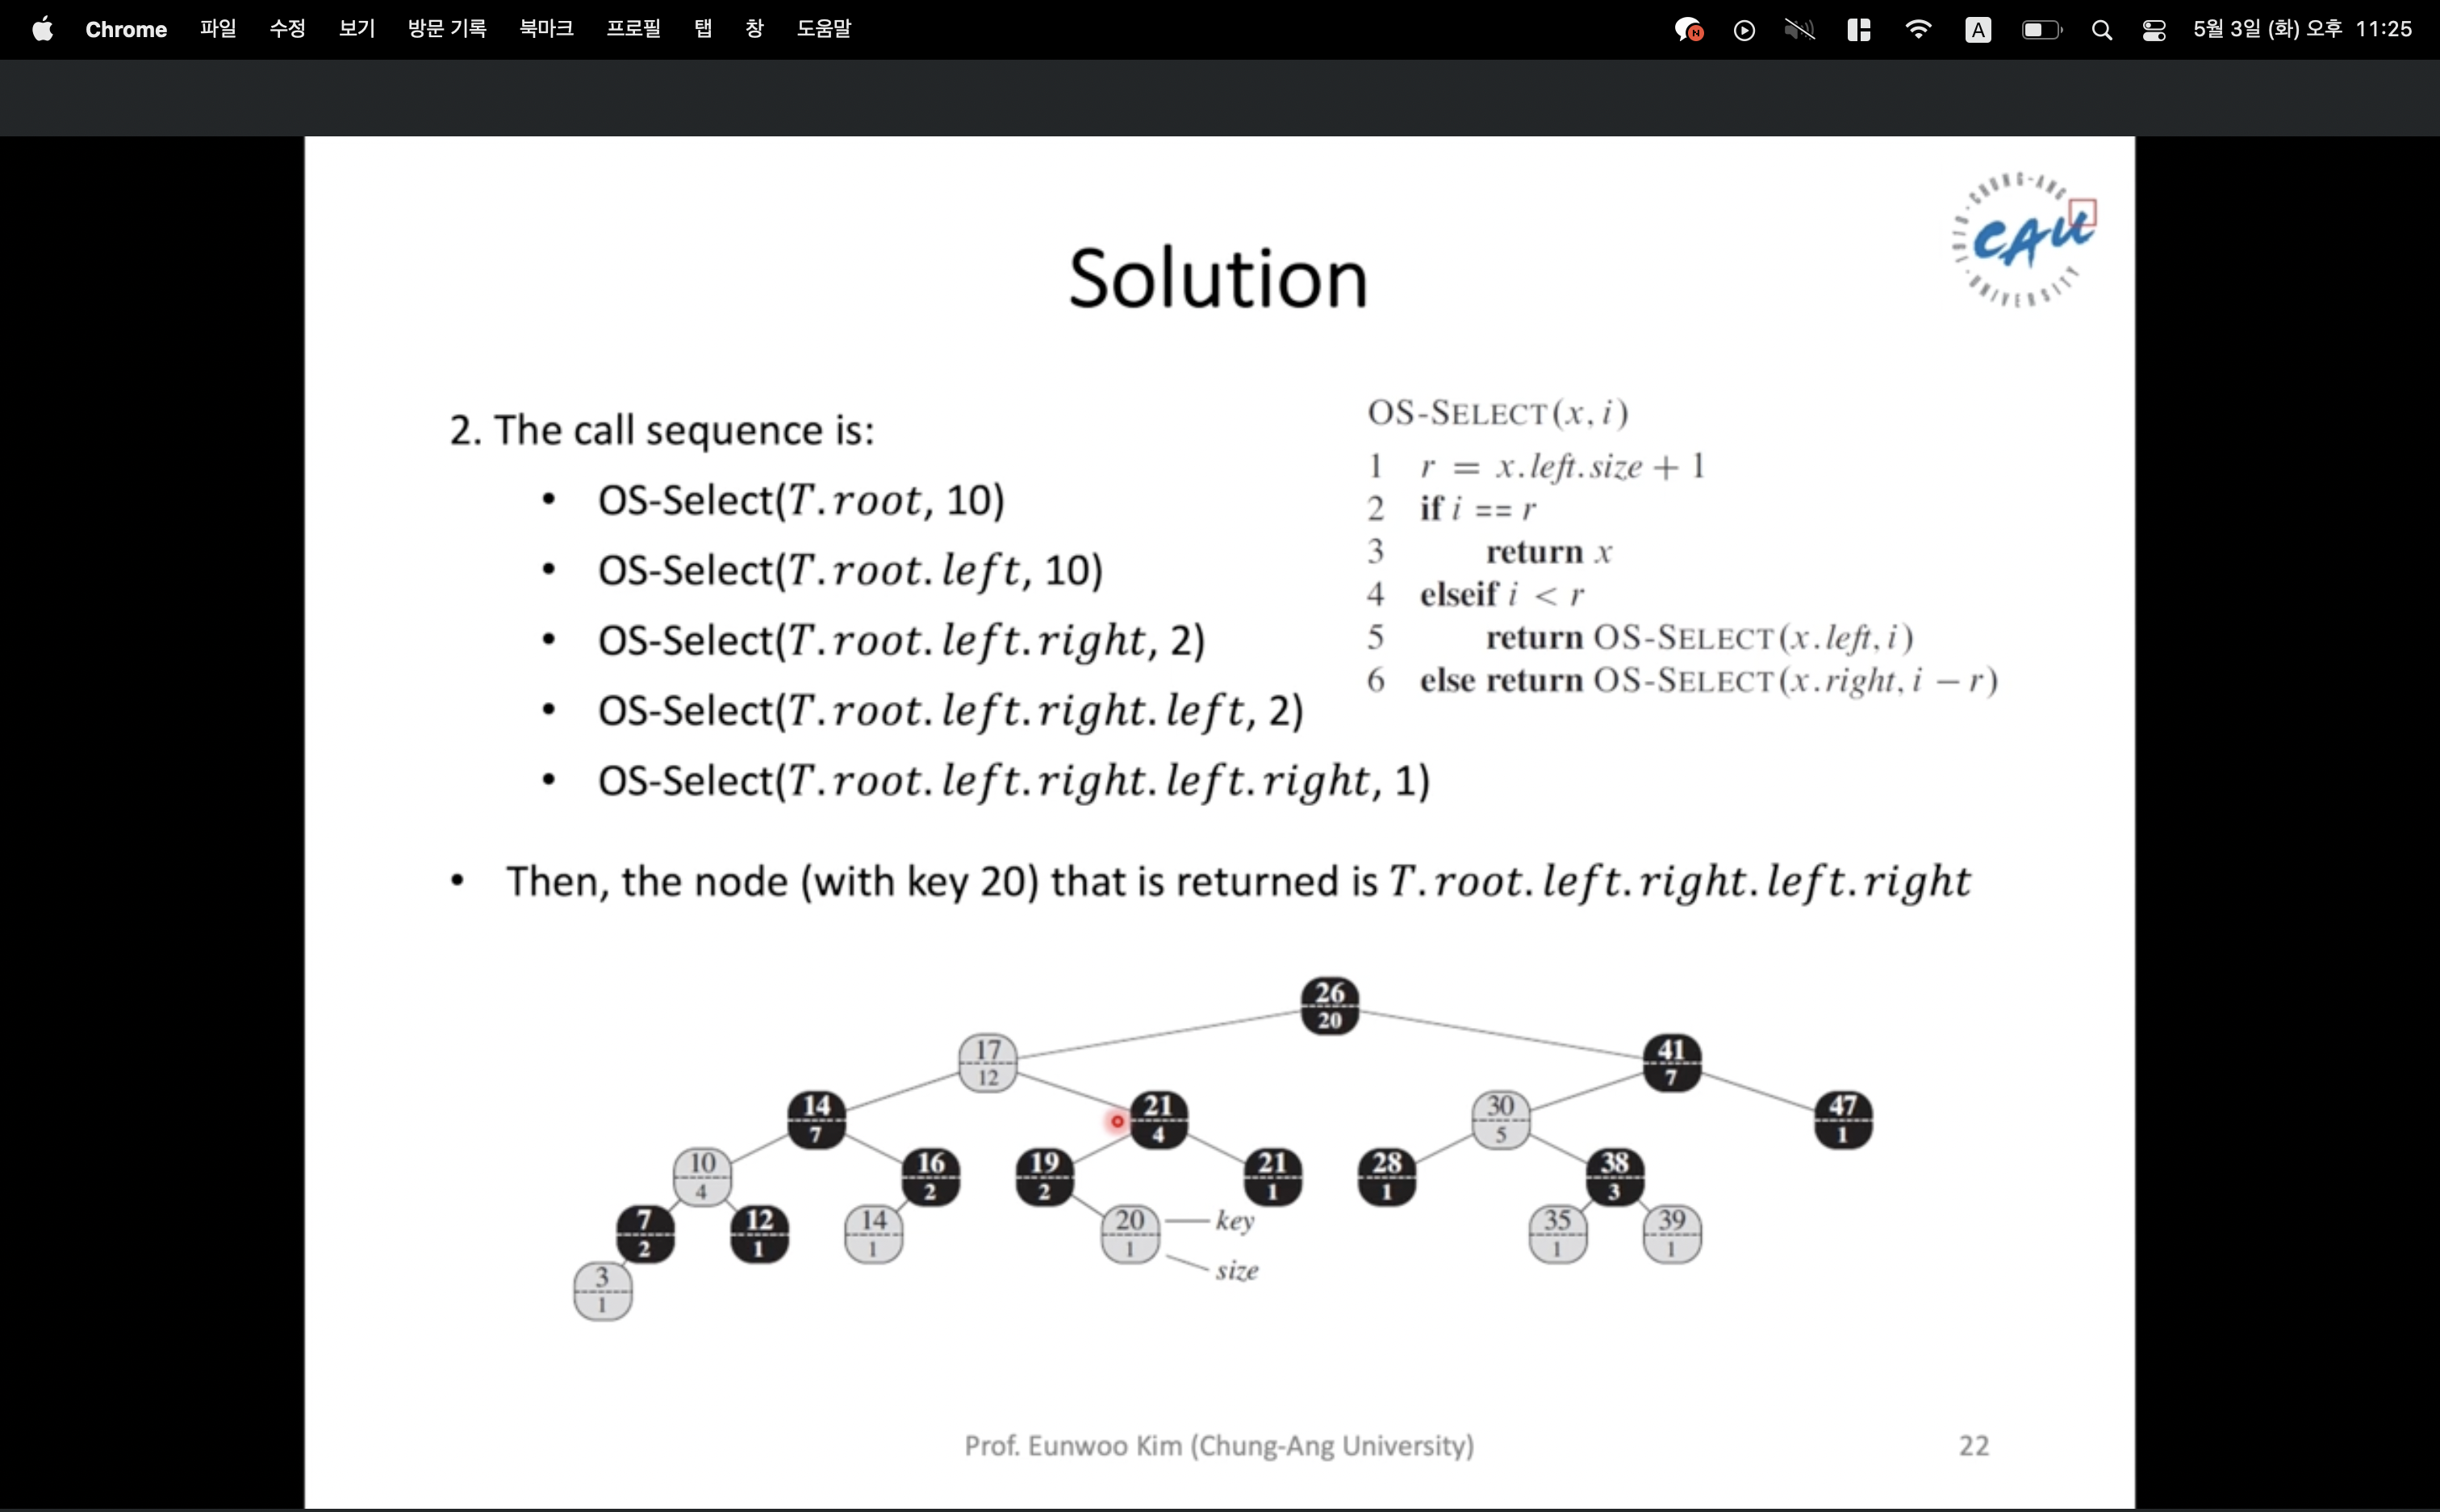 Chrome 파일 수정 보기 방문 기록 북마크 프로필 탭 창 도움말 A 5월 3일 (화) 오후 11:25
CHUNG-ANG
CAU
UNIVERSITY
Solution
2. The call sequence is:
• OS-Select(T.root, 10)
• OS-Select(T.root.left, 10)
• OS-Select(T.root.left.right, 2)
• OS-Select(T.root.left.right.left, 2)
• OS-Select(T.root.left.right.left.right, 1)
OS-SELECT(x, i)
1 r = x.left.size + 1
2 if i == r
3 return x
4 elseif i < r
5 return OS-SELECT(x.left, i)
6 else return OS-SELECT(x.right, i − r)
• Then, the node (with key 20) that is returned is T.root.left.right.left.right
26
20
17
12
41
7
14
7
21
4
30
5
47
1
10
4
16
2
19
2
21
1
28
1
38
3
7
2
12
1
14
1
20
1
key
size
35
1
39
1
3
1
Prof. Eunwoo Kim (Chung-Ang University)
22